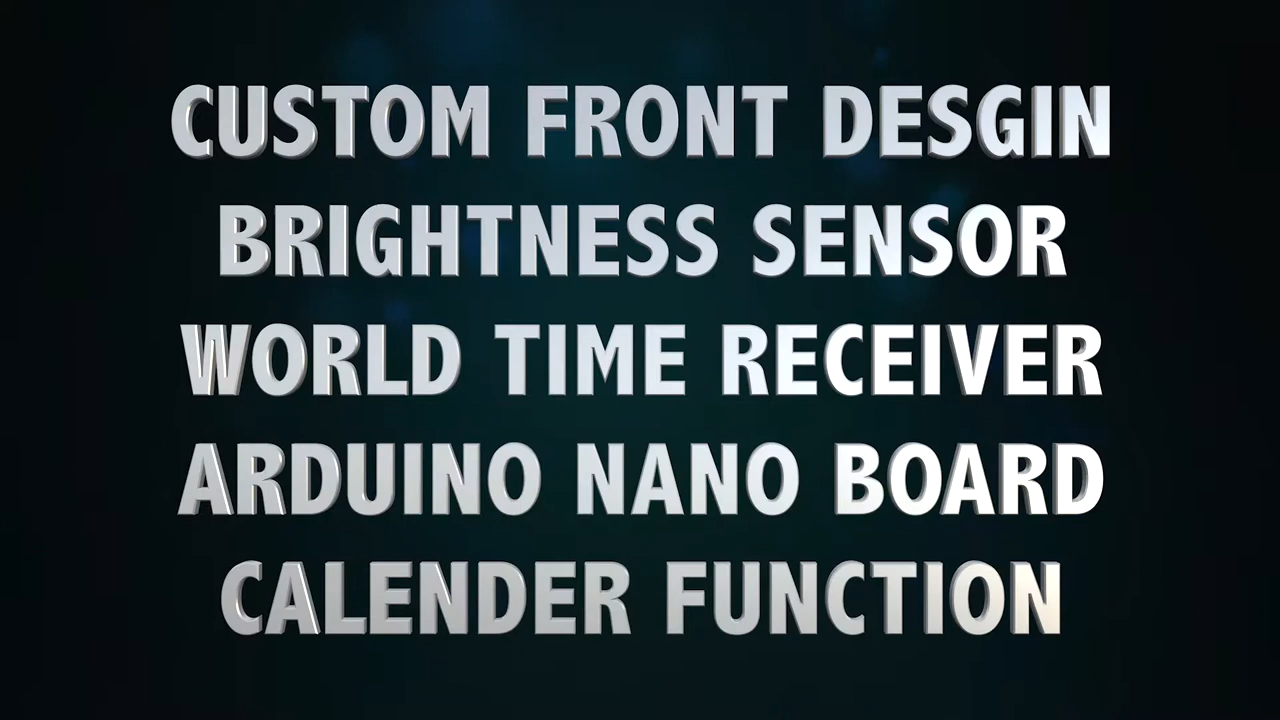 CUSTOM FRONT DESGIN
BRIGHTNESS SENSOR
WORLD TIME RECEIVER
ARDUINO NANO BOARD
CALENDER FUNCTION